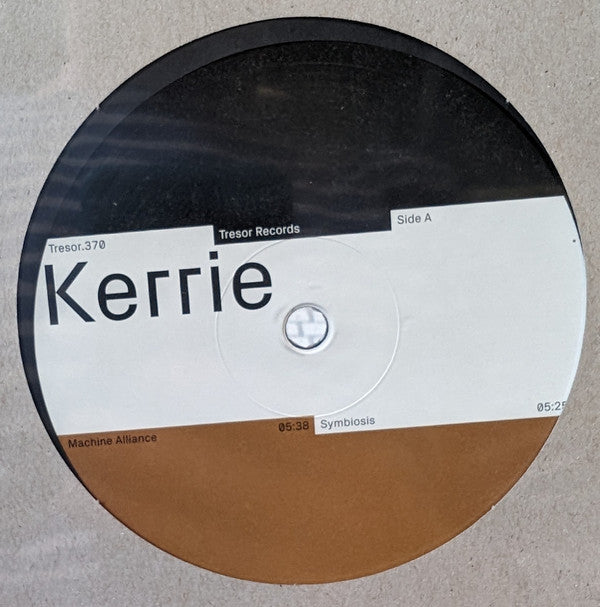 Tresor.370
Tresor Records
Side A
Kerrie
Machine Alliance
05:38
Symbiosis
05:25